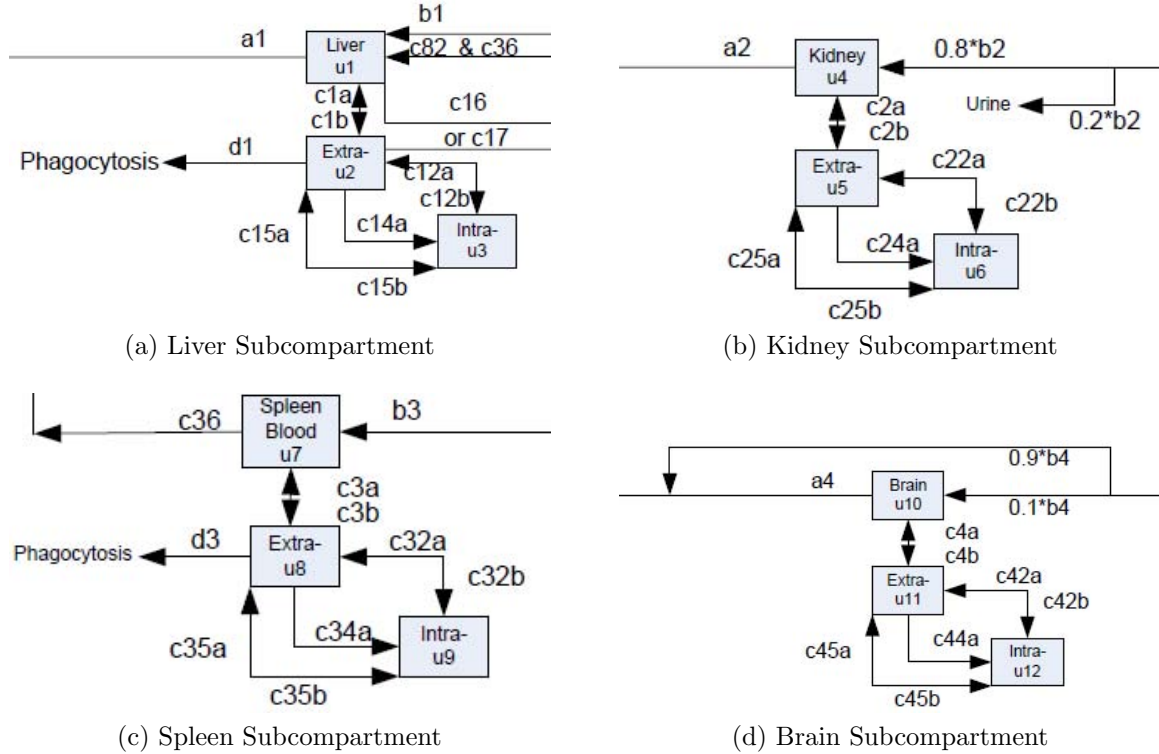 b1
a1
Liver
u1
c82 & c36
c1a
c1b
c16
or c17
Phagocytosis
d1
Extra-
u2
c12a
c12b
c15a
c14a
Intra-
u3
c15b
(a) Liver Subcompartment
a2
Kidney
u4
0.8*b2
Urine
0.2*b2
c2a
c2b
Extra-
u5
c22a
c22b
c25a
c24a
Intra-
u6
c25b
(b) Kidney Subcompartment
c36
Spleen
Blood
u7
b3
c3a
c3b
Phagocytosis
d3
Extra-
u8
c32a
c32b
c35a
c34a
Intra-
u9
c35b
(c) Spleen Subcompartment
0.9*b4
a4
Brain
u10
0.1*b4
c4a
c4b
Extra-
u11
c42a
c42b
c45a
c44a
Intra-
u12
c45b
(d) Brain Subcompartment